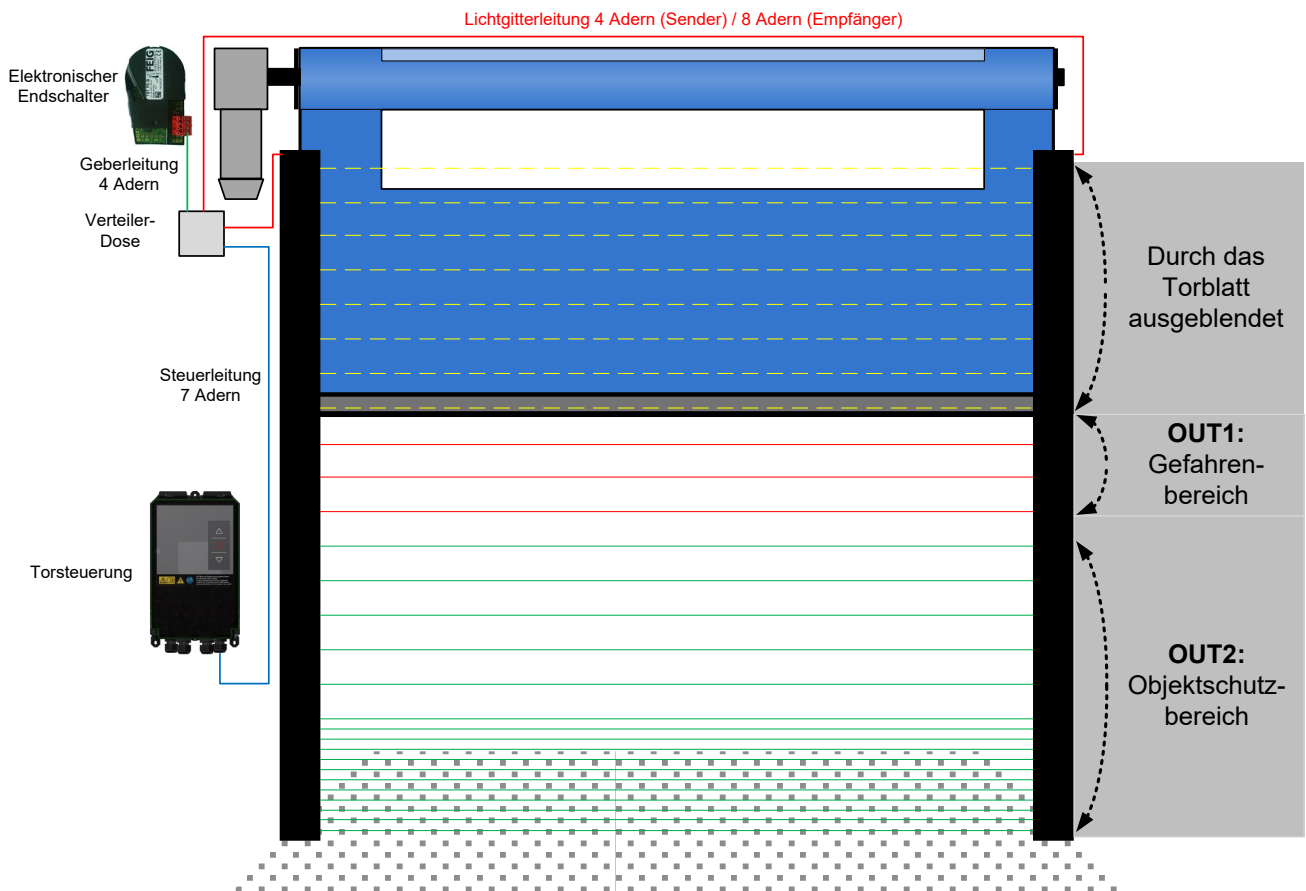 Lichtgitterleitung 4 Adern (Sender) / 8 Adern (Empfänger)
Elektronischer
Endschalter
FEIG
Geberleitung
4 Adern
Verteiler-
Dose
Steuerleitung
7 Adern
Torsteuerung
Durch das
Torblatt
ausgeblendet
OUT1:
Gefahren-
bereich
OUT2:
Objektschutz-
bereich